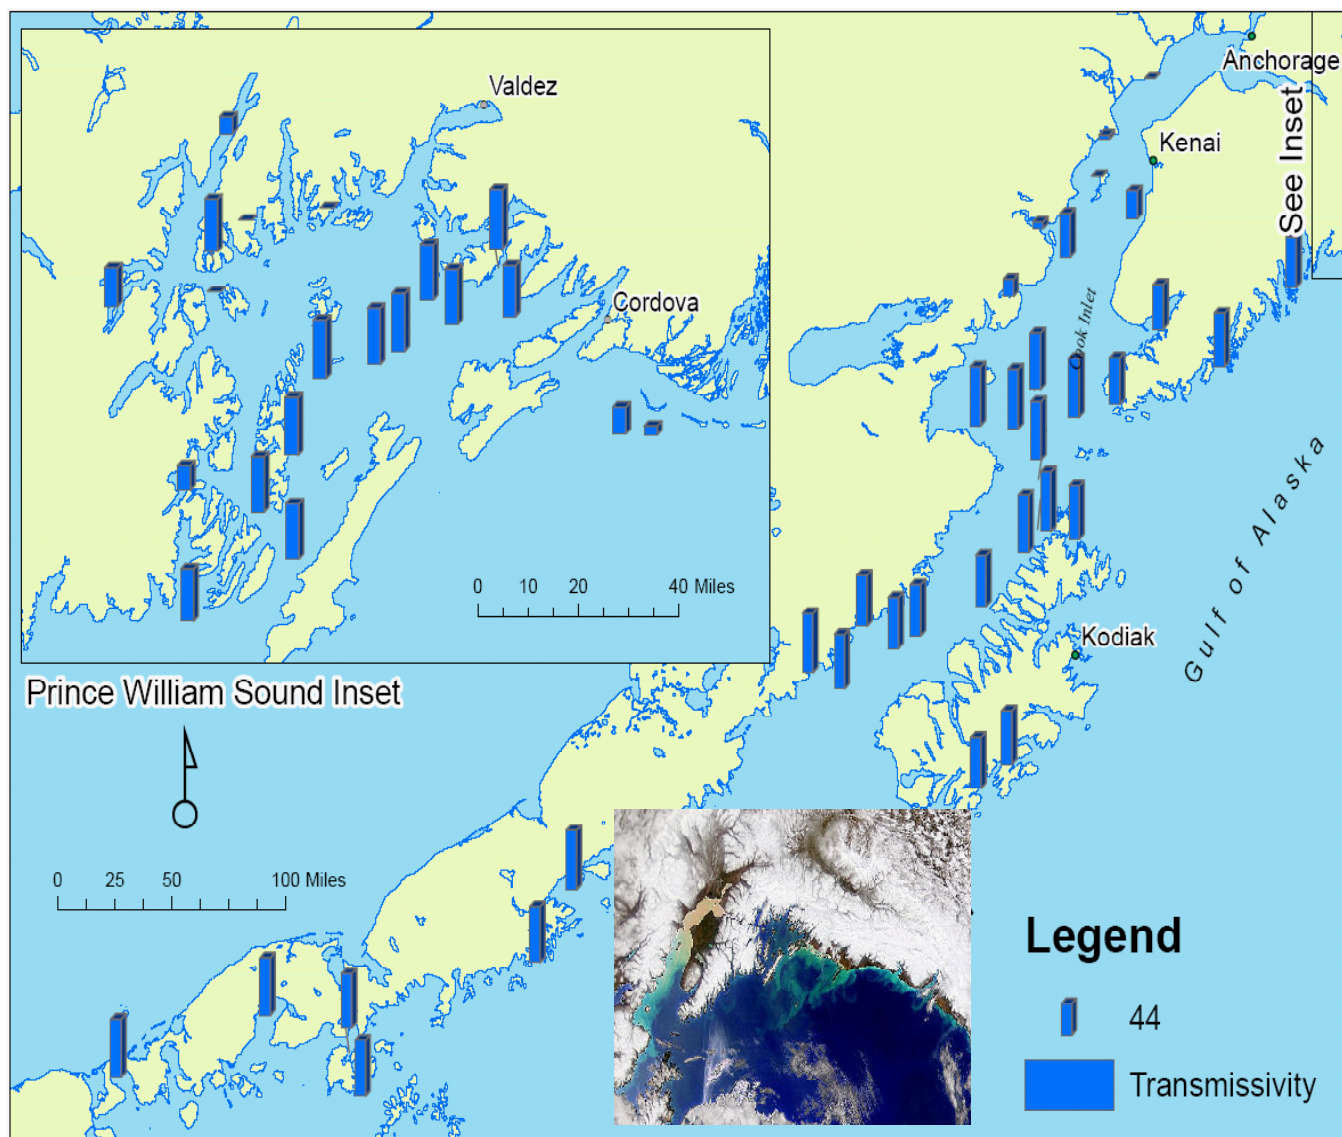 Anchorage
See Inset
Valdez
Kenai
Cordova
Cook Inlet
0 10 20 40 Miles
Gulf of Alaska
Kodiak
Prince William Sound Inset
0 25 50 100 Miles
Legend
44
Transmissivity